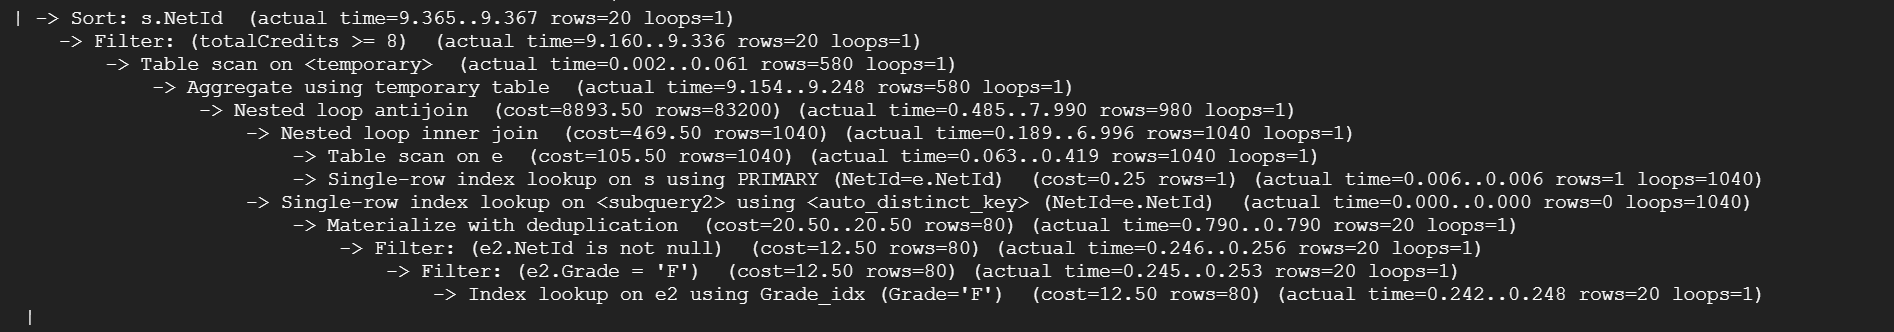 | -> Sort: s.NetId  (actual time=9.365..9.367 rows=20 loops=1)
    -> Filter: (totalCredits >= 8)  (actual time=9.160..9.336 rows=20 loops=1)
        -> Table scan on <temporary>  (actual time=0.002..0.061 rows=580 loops=1)
            -> Aggregate using temporary table  (actual time=9.154..9.248 rows=580 loops=1)
                -> Nested loop antijoin  (cost=8893.50 rows=83200) (actual time=0.485..7.990 rows=980 loops=1)
                    -> Nested loop inner join  (cost=469.50 rows=1040) (actual time=0.189..6.996 rows=1040 loops=1)
                        -> Table scan on e  (cost=105.50 rows=1040) (actual time=0.063..0.419 rows=1040 loops=1)
                        -> Single-row index lookup on s using PRIMARY (NetId=e.NetId)  (cost=0.25 rows=1) (actual time=0.006..0.006 rows=1 loops=1040)
                    -> Single-row index lookup on <subquery2> using <auto_distinct_key> (NetId=e.NetId)  (actual time=0.000..0.000 rows=0 loops=1040)
                        -> Materialize with deduplication  (cost=20.50..20.50 rows=80) (actual time=0.790..0.790 rows=20 loops=1)
                            -> Filter: (e2.NetId is not null)  (cost=12.50 rows=80) (actual time=0.246..0.256 rows=20 loops=1)
                                -> Filter: (e2.Grade = 'F')  (cost=12.50 rows=80) (actual time=0.245..0.253 rows=20 loops=1)
                                    -> Index lookup on e2 using Grade_idx (Grade='F')  (cost=12.50 rows=80) (actual time=0.242..0.248 rows=20 loops=1)
 |